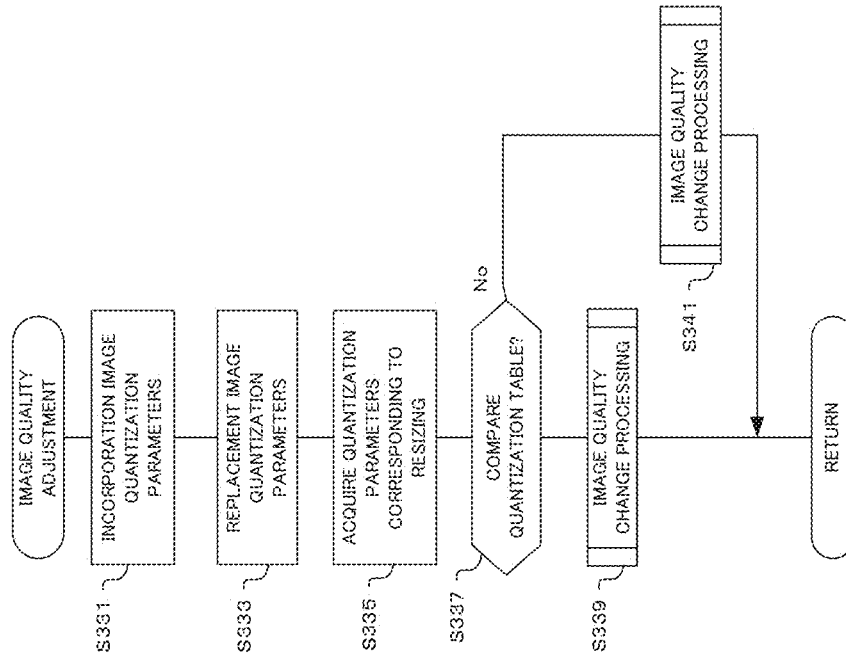 IMAGE QUALITY
ADJUSTMENT
S331
INCORPORATION IMAGE
QUANTIZATION
PARAMETERS
S333
REPLACEMENT IMAGE
QUANTIZATION
PARAMETERS
S335
ACQUIRE QUANTIZATION
PARAMETERS
CORRESPONDING TO
RESIZING
S337
COMPARE
QUANTIZATION TABLE?
No
S339
IMAGE QUALITY
CHANGE PROCESSING
S341
IMAGE QUALITY
CHANGE PROCESSING
RETURN